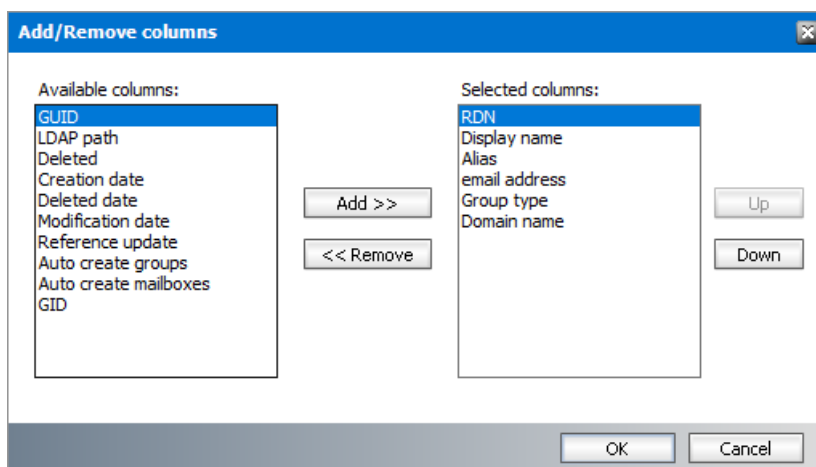 Add/Remove columns
Available columns:
GUID
LDAP path
Deleted
Creation date
Deleted date
Modification date
Reference update
Auto create groups
Auto create mailboxes
GID
Add >>
<< Remove
Selected columns:
RDN
Display name
Alias
email address
Group type
Domain name
Up
Down
OK
Cancel